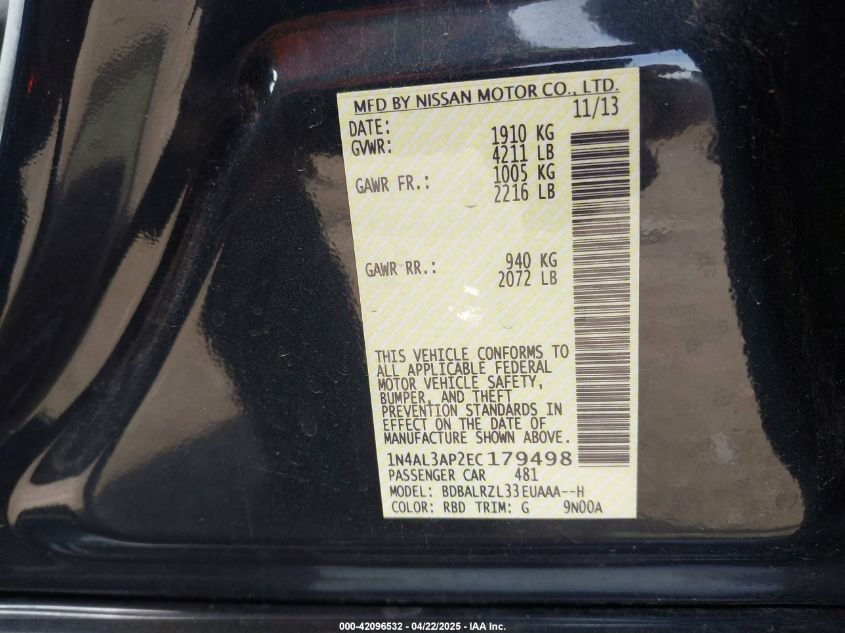 MFD BY NISSAN MOTOR CO., LTD.
DATE: 11/13
GVWR: 1910 KG
4211 LB
GAWR FR.: 1005 KG
2216 LB
GAWR RR.: 940 KG
2072 LB
THIS VEHICLE CONFORMS TO
ALL APPLICABLE FEDERAL
MOTOR VEHICLE SAFETY,
BUMPER, AND THEFT
PREVENTION STANDARDS IN
EFFECT ON THE DATE OF
MANUFACTURE SHOWN ABOVE.
1N4AL3AP2EC179498
PASSENGER CAR 481
MODEL: BDBALRZL33EUAAA--H
COLOR: RBD TRIM: G 9N00A
000-42096532 - 04/22/2025 - IAA Inc.